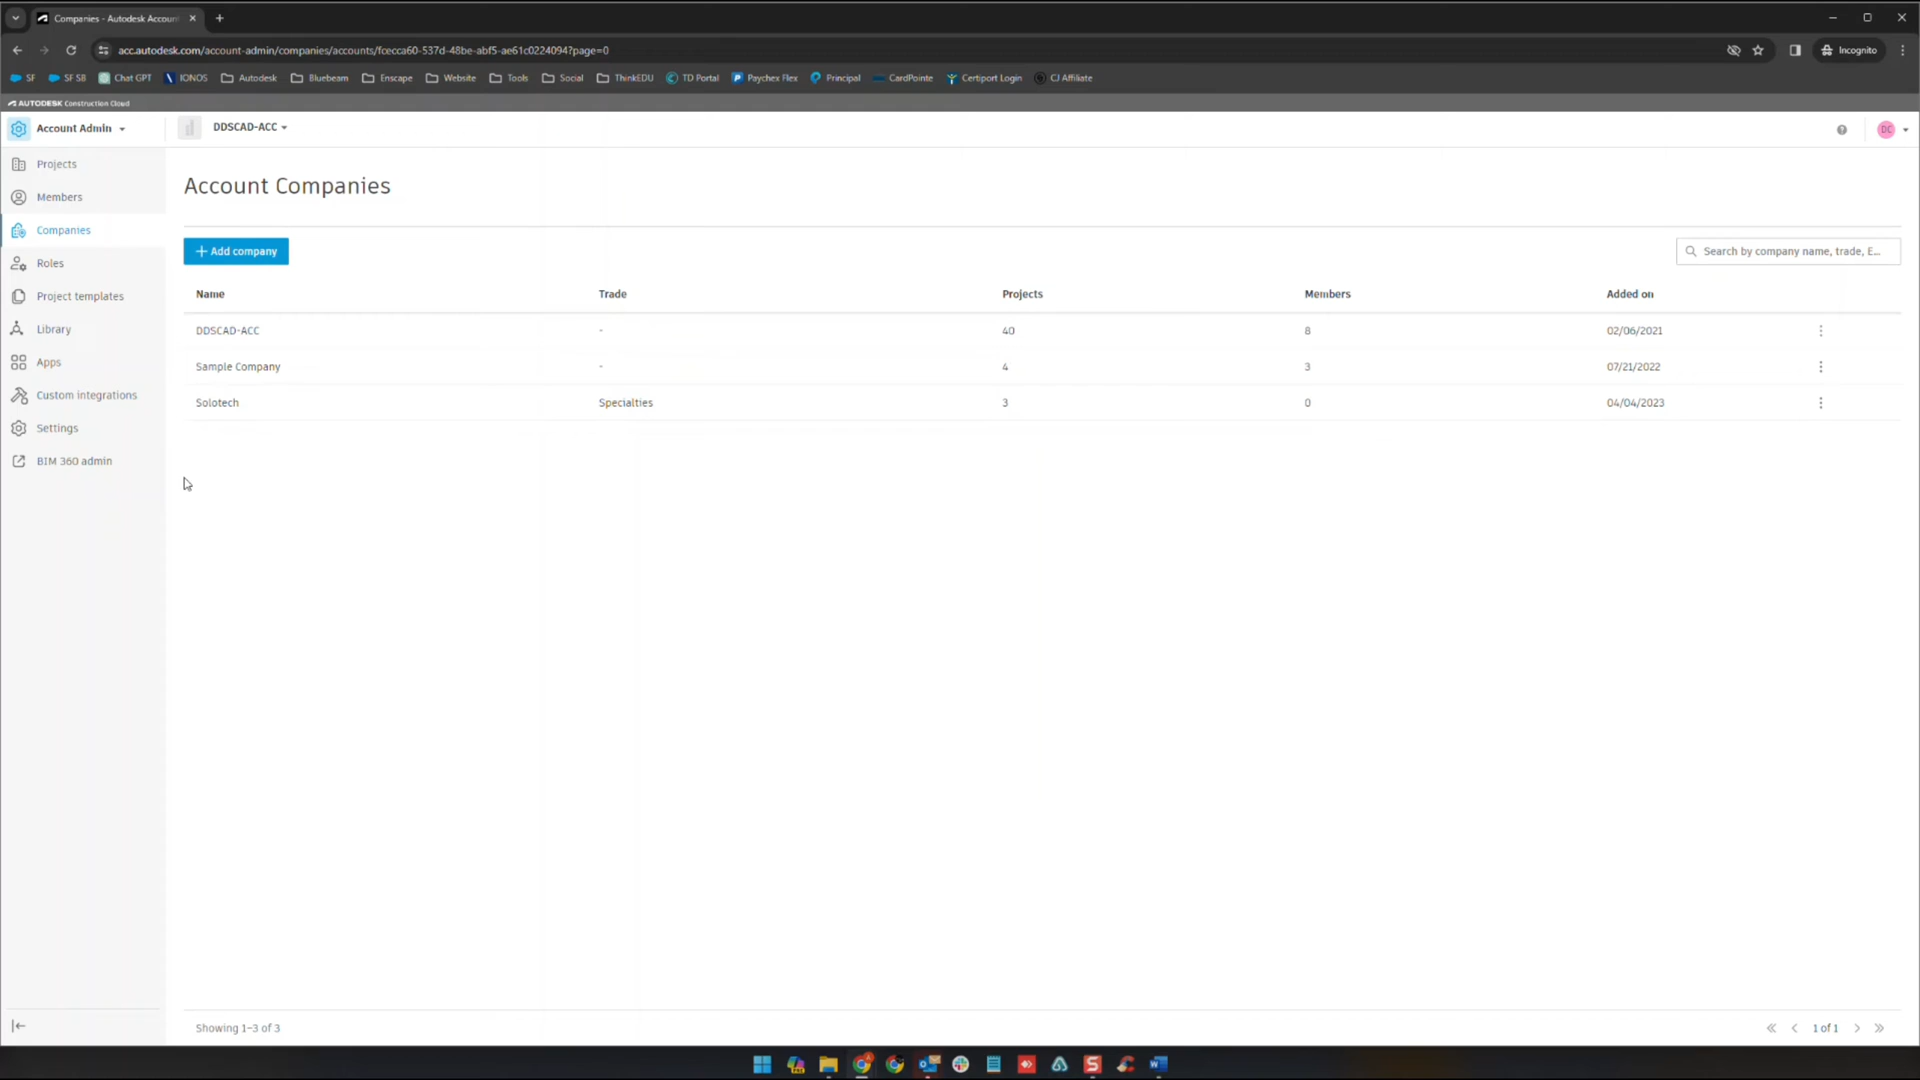 Companies - Autodesk Account
acc.autodesk.com/account-admin/companies/accounts/fcecca60-537d-48be-abf5-ae61c0224094?page=0
Incognito
SF
SF SB
Chat GPT
IONOS
Autodesk
Bluebeam
Enscape
Website
Tools
Social
ThinkEDU
TD Portal
Paychex Flex
Principal
CardPointe
Certiport Login
CJ Affiliate
AUTODESK Construction Cloud
Account Admin
DDSCAD-ACC
DC
Projects
Members
Companies
Roles
Project templates
Library
Apps
Custom integrations
Settings
BIM 360 admin
Account Companies
+ Add company
Search by company name, trade, E...
Name Trade Projects Members Added on
DDSCAD-ACC - 40 8 02/06/2021
Sample Company - 4 3 07/21/2022
Solotech Specialties 3 0 04/04/2023
Showing 1-3 of 3
1 of 1